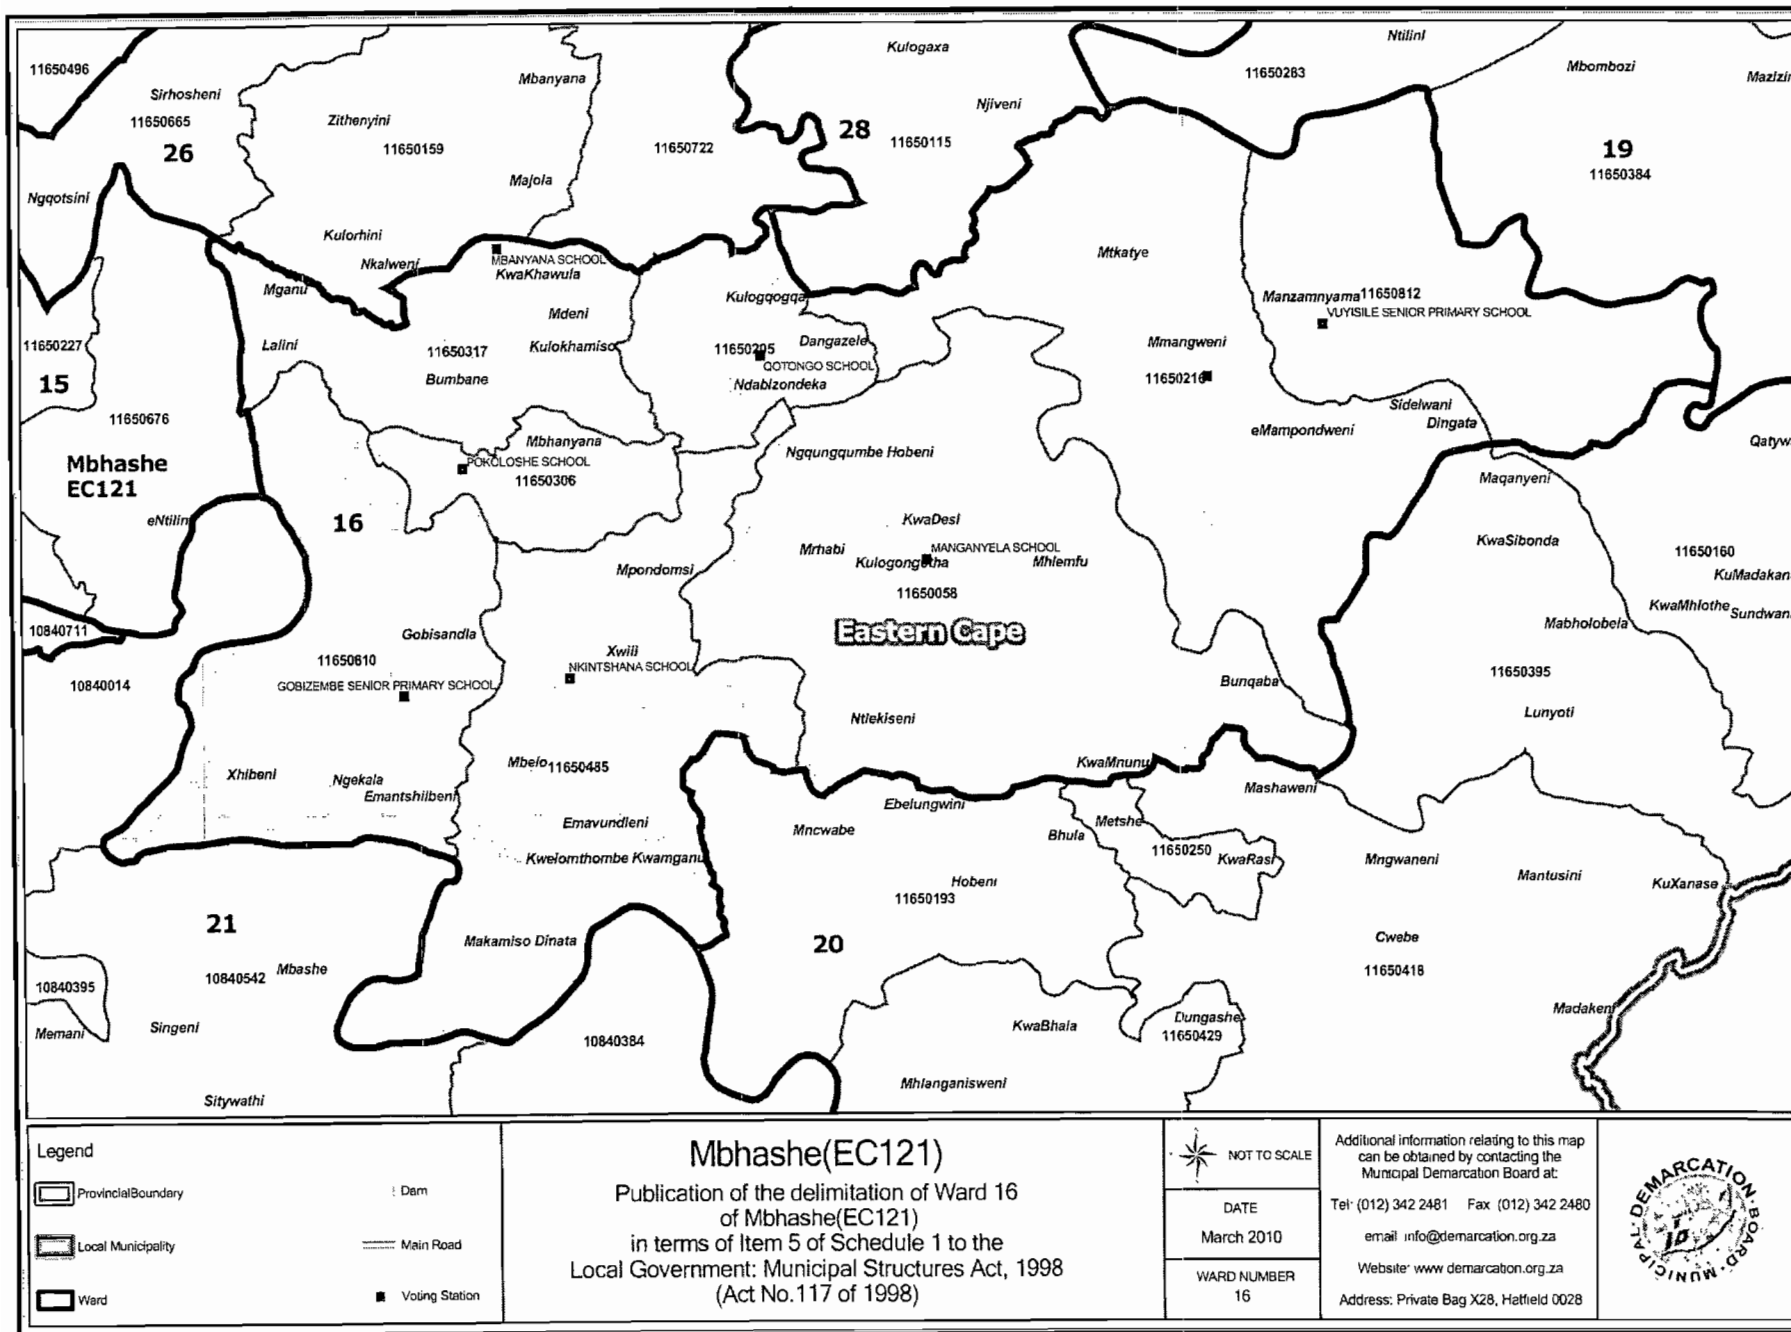 11650496
Sirhosheni
11650665
26
Ngqotsini
Zithenyini
11650159
Mbanyana
Majola
Kulorhini
Nkalweni
11650722
Kulogaxa
Njiveni
28
11650115
Ntilini
11650283
Mbombozi
19
11650384
MBANYANA SCHOOL
KwaKhawula
Mganu
Mdeni
Lalini
11650317
Kulokhamiso
Bumbane
Kulogqogqa
Dangazele
11650205
QOTONGO SCHOOL
Ndabizondeka
Mtkatye
Manzamnyama
11650812
VUYISILE SENIOR PRIMARY SCHOOL
Mmangweni
11650216
Sidelwani
Dingata
eMampondweni
11650227
15
11650676
Mbhashe
EC121
eNtilin
16
Mbhanyana
POKOLOSHE SCHOOL
11650306
Ngqungqumbe Hobeni
KwaDesi
Mrhabi
MANGANYELA SCHOOL
Mhlemfu
11650058
Eastern Cape
Maqanyeni
KwaSibonda
11650160
KuMadakan
KwaMhlothe
Sundwan
Mabholobela
11650395
Lunyoti
10840711
10840014
Mpondomsi
Gobisandla
11650610
GOBIZEMBE SENIOR PRIMARY SCHOOL
Xwili
NKINTSHANA SCHOOL
Ntlekiseni
Bunqaba
Xhibeni
Ngekala
Emantshilbeni
Mbelo
11650485
Emavundleni
Kwelomthombe Kwamganu
KwaMnunu
Mashaweni
Ebelungwini
Mncwabe
Metshe
Bhula
11650250
KwaRasi
Mngwaneni
Mantusini
KuXanase
Hobeni
11650193
20
Cwebe
11650418
21
Makamiso Dinata
10840395
10840542
Mbashe
Memani
Singeni
10840384
KwaBhala
Dungashe
11650429
Madakeni
Sitywathi
Mhlanganisweni
Legend
ProvincialBoundary
Dam
Local Municipality
Main Road
Ward
Voting Station
Mbhashe(EC121)
Publication of the delimitation of Ward 16
of Mbhashe(EC121)
in terms of Item 5 of Schedule 1 to the
Local Government: Municipal Structures Act, 1998
(Act No.117 of 1998)
NOT TO SCALE
DATE
March 2010
WARD NUMBER
16
Additional information relating to this map
can be obtained by contacting the
Municipal Demarcation Board at:
Tel: (012) 342 2481 Fax (012) 342 2480
email info@demarcation.org.za
Website: www demarcation.org.za
Address: Private Bag X28, Hatfield 0028
MUNICIPAL DEMARCATION BOARD